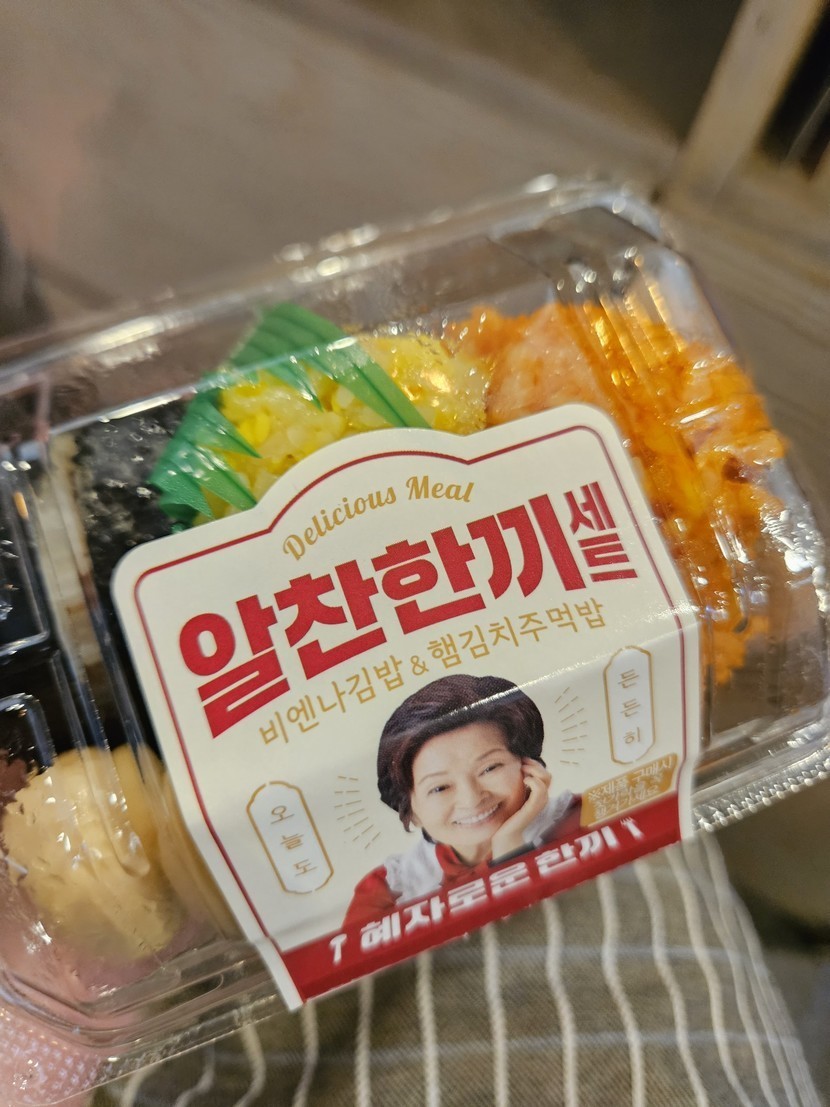 Delicious Meal
알찬한끼 세트
비엔나김밥 & 햄김치주먹밥
오늘도
든든히
혜자로운 한끼